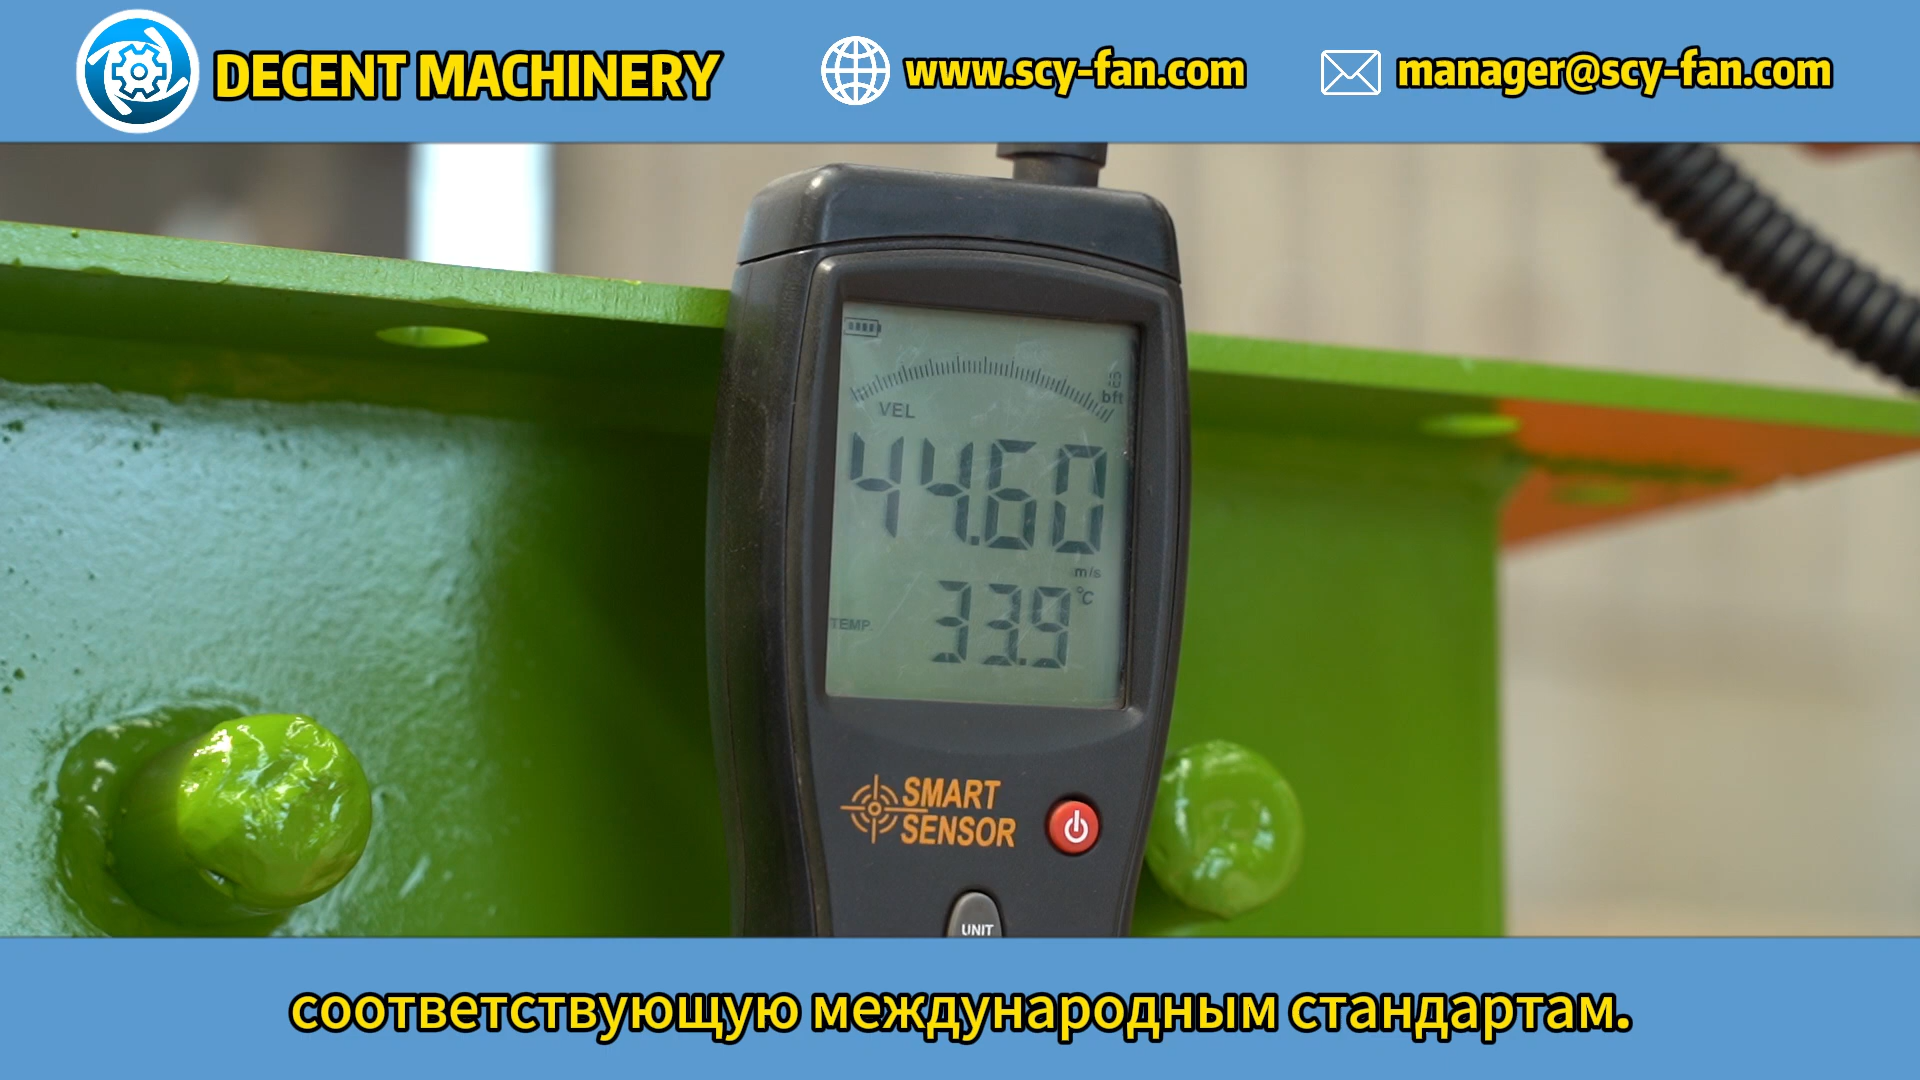 DECENT MACHINERY
www.scy-fan.com
manager@scy-fan.com
bft
VEL
44.60
m/s
°C
TEMP.
33.9
SMART
SENSOR
UNIT
соответствующую международным стандартам.